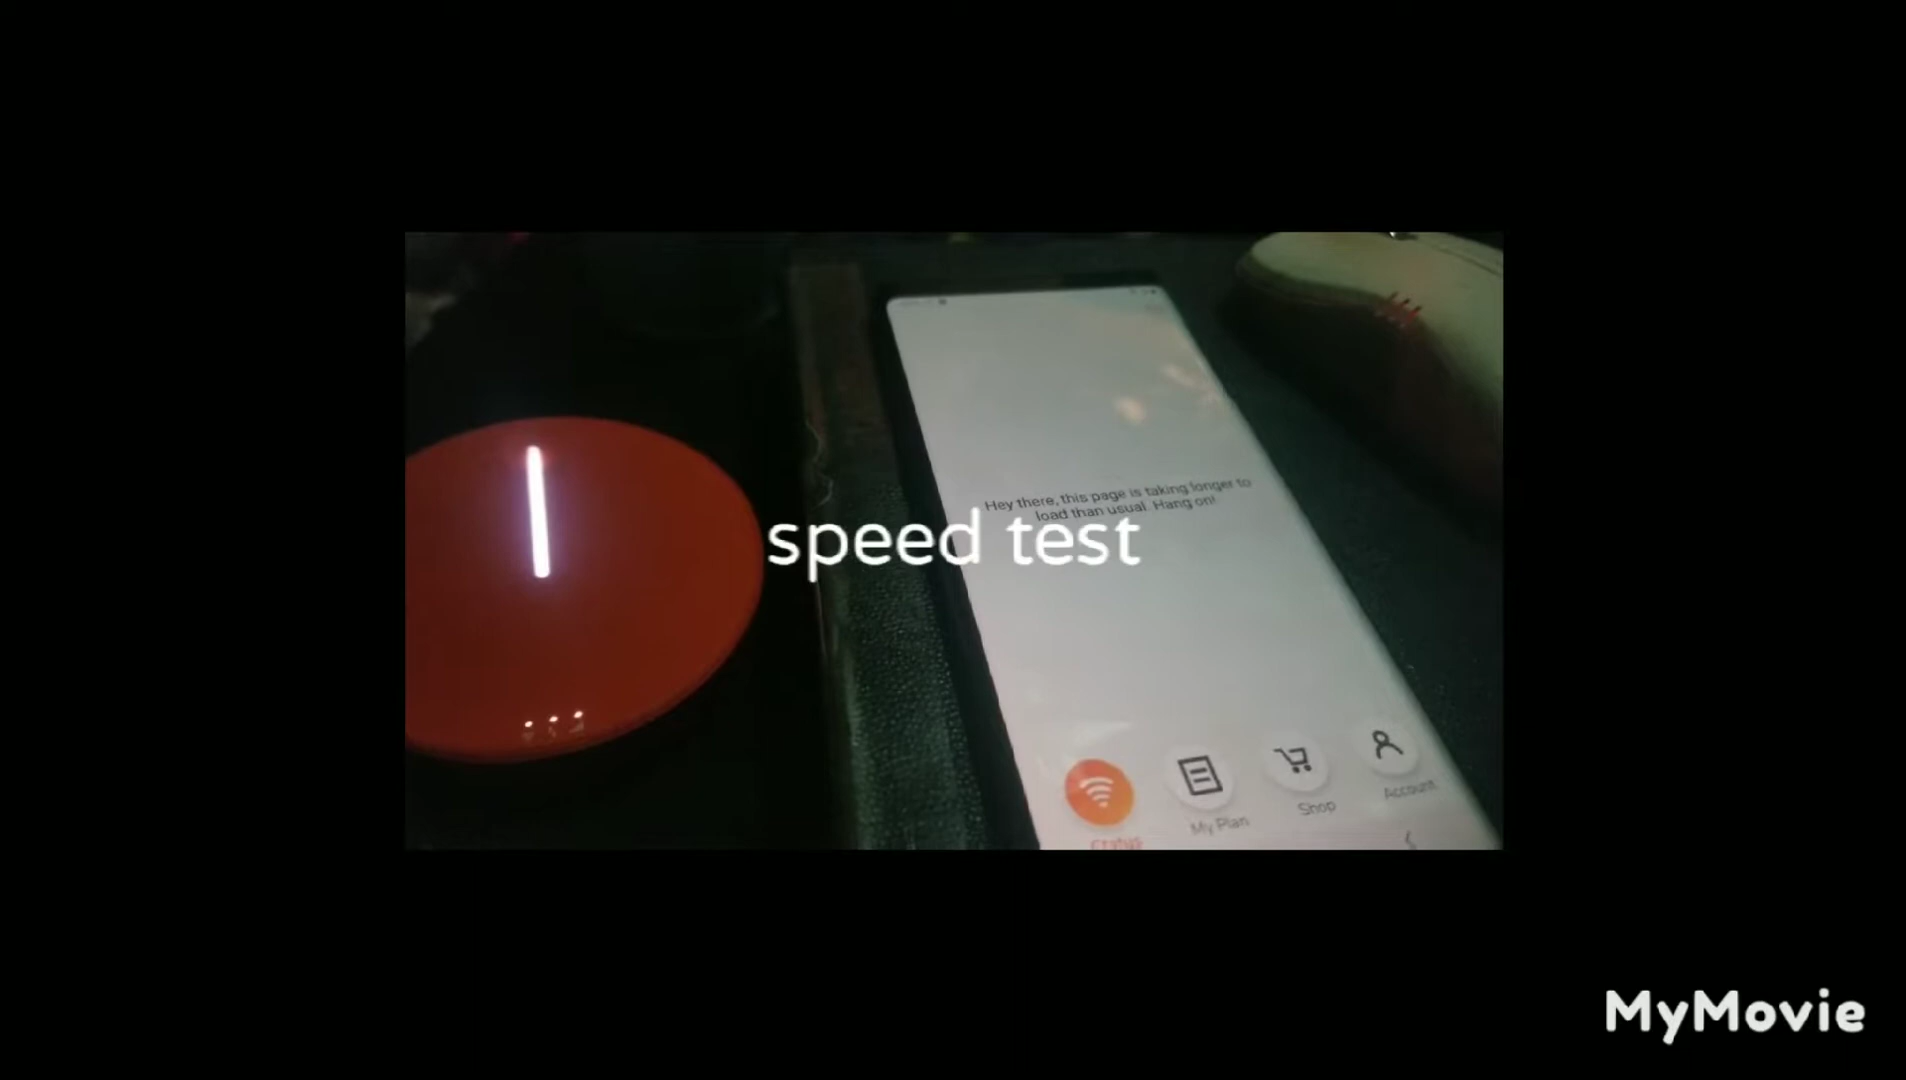 Hey there, this page is taking longer to
load than usual. Hang on!
speed test
Status
My Plan
Shop
Account
MyMovie